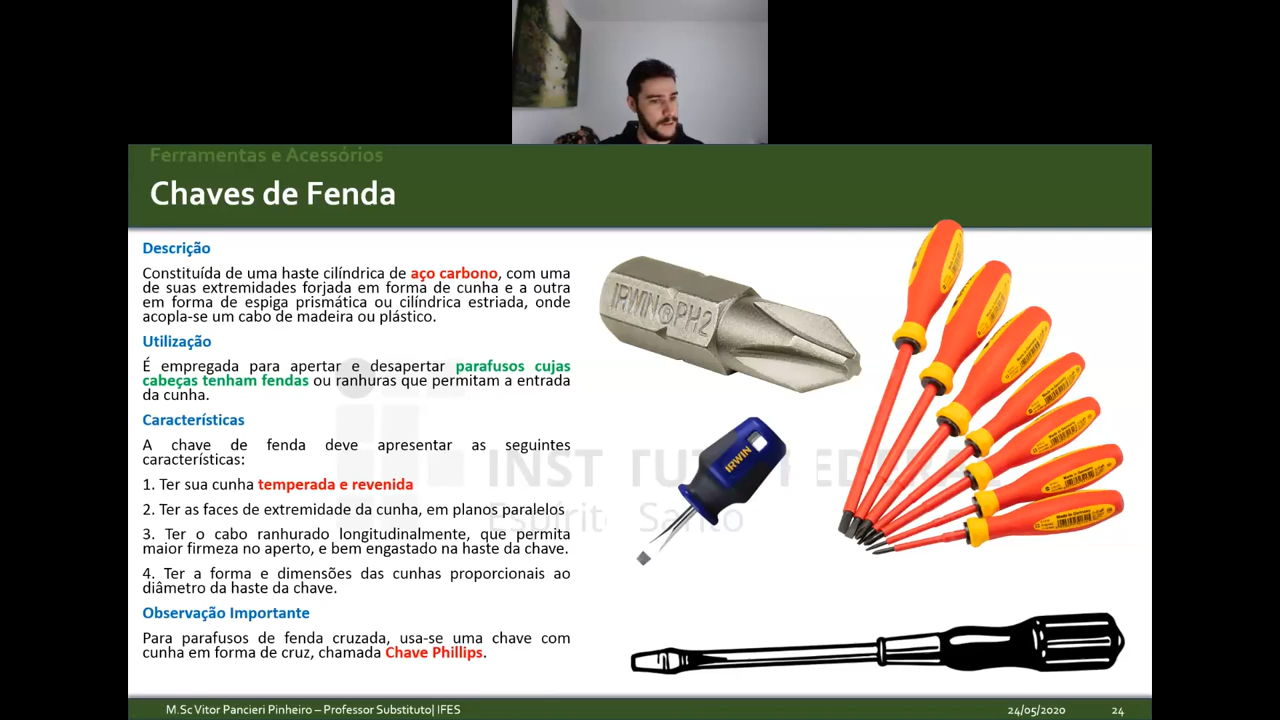 Ferramentas e Acessórios
Chaves de Fenda
Descrição
Constituída de uma haste cilíndrica de aço carbono, com uma
de suas extremidades forjada em forma de cunha e a outra
em forma de espiga prismática ou cilíndrica estriada, onde
acopla-se um cabo de madeira ou plástico.
Utilização
É empregada para apertar e desapertar parafusos cujas
cabeças tenham fendas ou ranhuras que permitam a entrada
da cunha.
Características
A chave de fenda deve apresentar as seguintes
características:
1. Ter sua cunha temperada e revenida
2. Ter as faces de extremidade da cunha, em planos paralelos
3. Ter o cabo ranhurado longitudinalmente, que permita
maior firmeza no aperto, e bem engastado na haste da chave.
4. Ter a forma e dimensões das cunhas proporcionais ao
diâmetro da haste da chave.
Observação Importante
Para parafusos de fenda cruzada, usa-se uma chave com
cunha em forma de cruz, chamada Chave Phillips.
IRWIN®PH2
IRWIN
INSTITUTO FEDERAL
Espírito Santo
Made in Germany
M.Sc Vitor Pancieri Pinheiro – Professor Substituto| IFES
24/05/2020
24